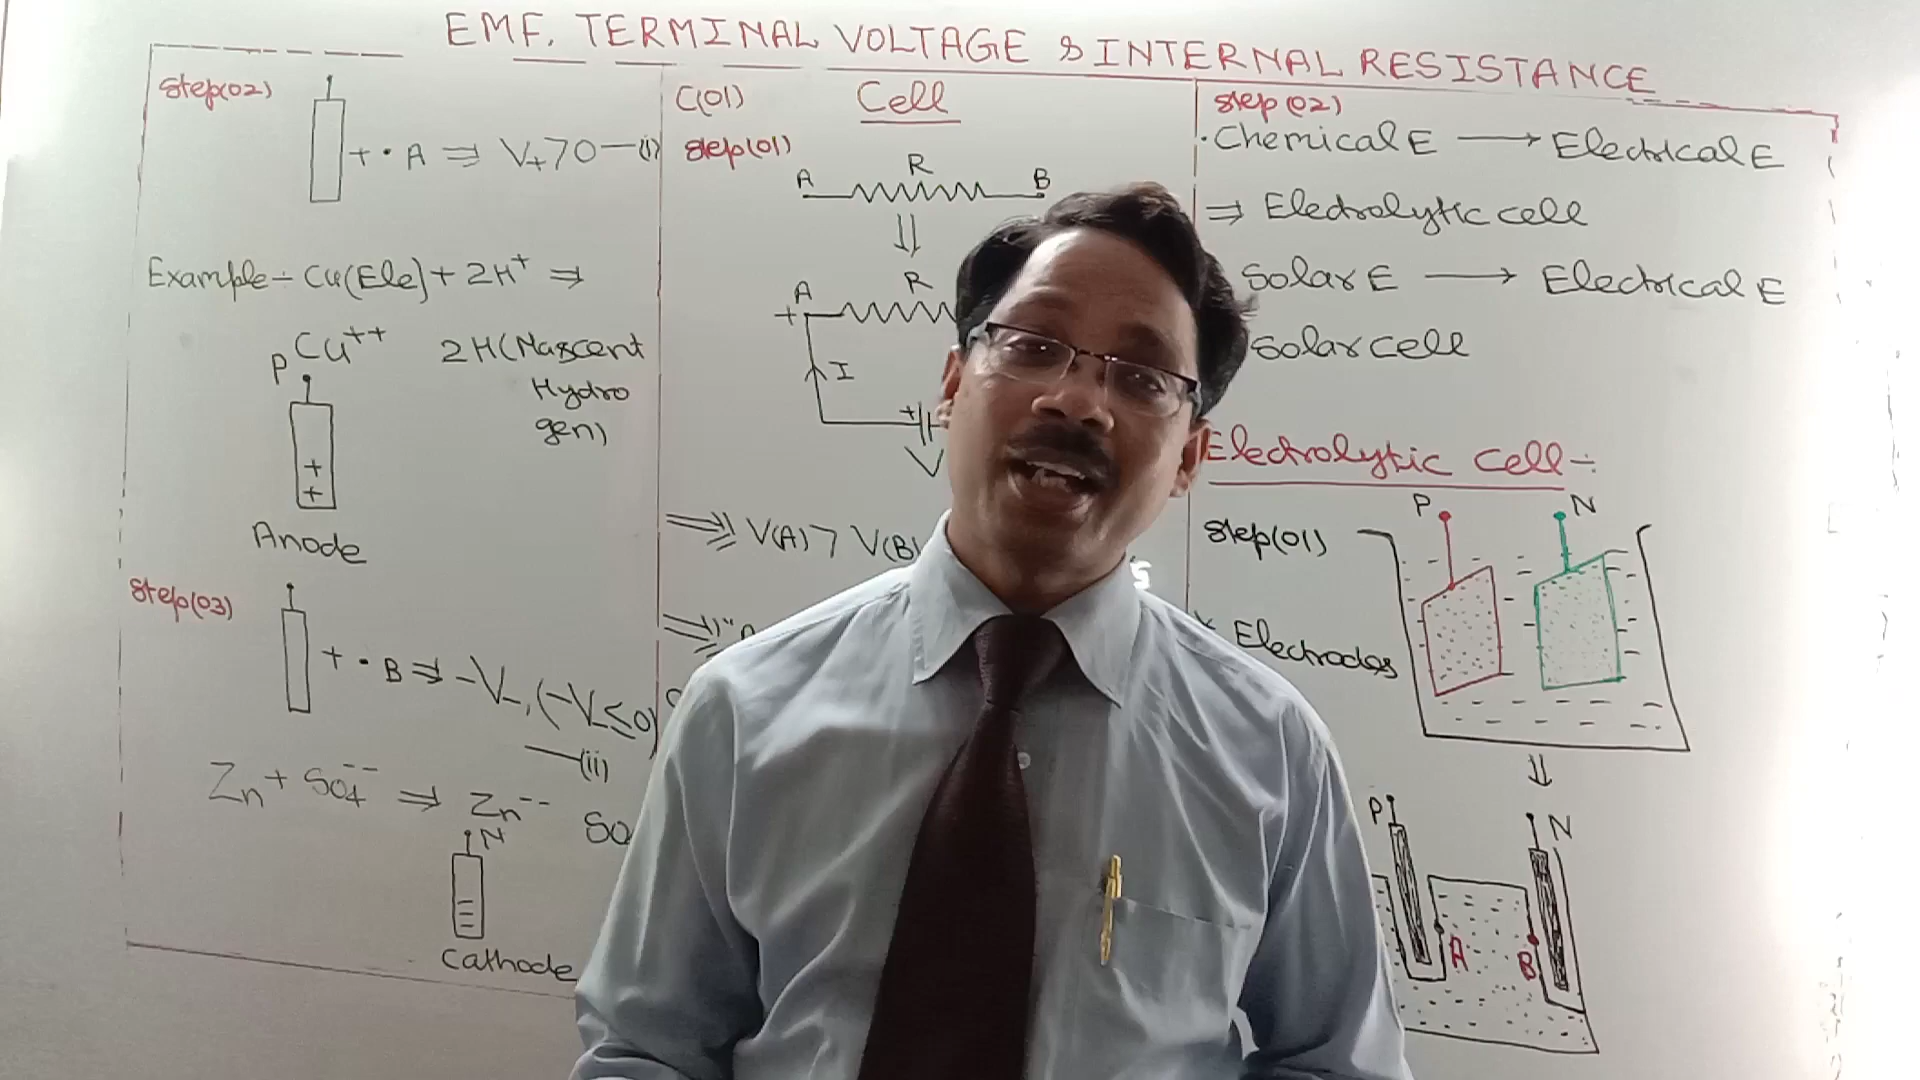 EMF, TERMINAL VOLTAGE & INTERNAL RESISTANCE
Step(02)
+ • A ⇒ V+>0 —(i)
Example÷ Cu(Ele)+2H+ ⇒
P Cu++ 2H(Nascent
Hydro
gen)
+
+
Anode
Step(03)
+ • B ⇒ -V-, (-V-≤0)
—(ii)
Zn + SO4-- ⇒ Zn-- So
N
Cathode
C(01) Cell
Step(01)
A R B
⇓
A R
+
I
+
V
⇒ V(A) > V(B)
Step(02)
• Chemical E → Electrical E
⇒ Electrolytic cell
Solar E → Electrical E
Solar cell
Electrolytic Cell÷
Step(01)
P N
Electrodes
⇓
P N
A B